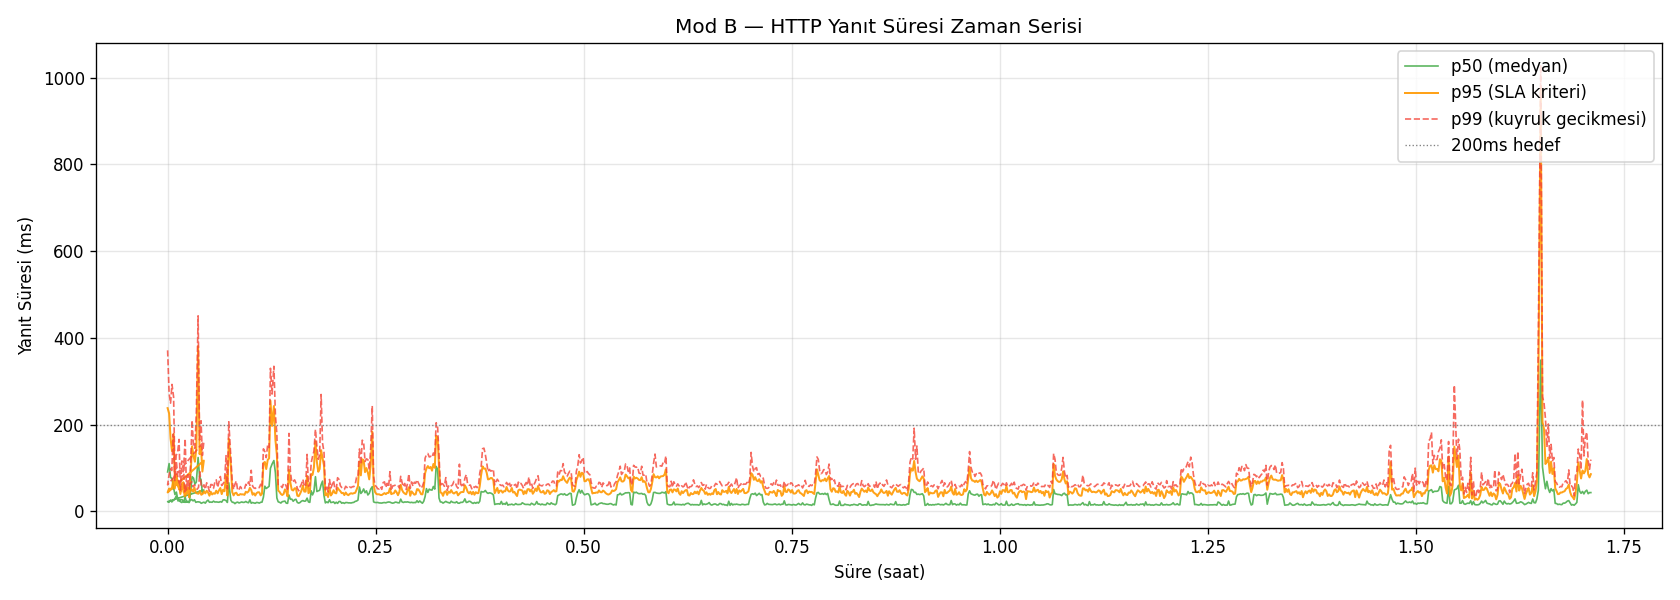 Mod B — HTTP Yanıt Süresi Zaman Serisi
p50 (medyan)
p95 (SLA kriteri)
p99 (kuyruk gecikmesi)
200ms hedef
Yanıt Süresi (ms)
1000
800
600
400
200
0
0.00 0.25 0.50 0.75 1.00 1.25 1.50 1.75
Süre (saat)